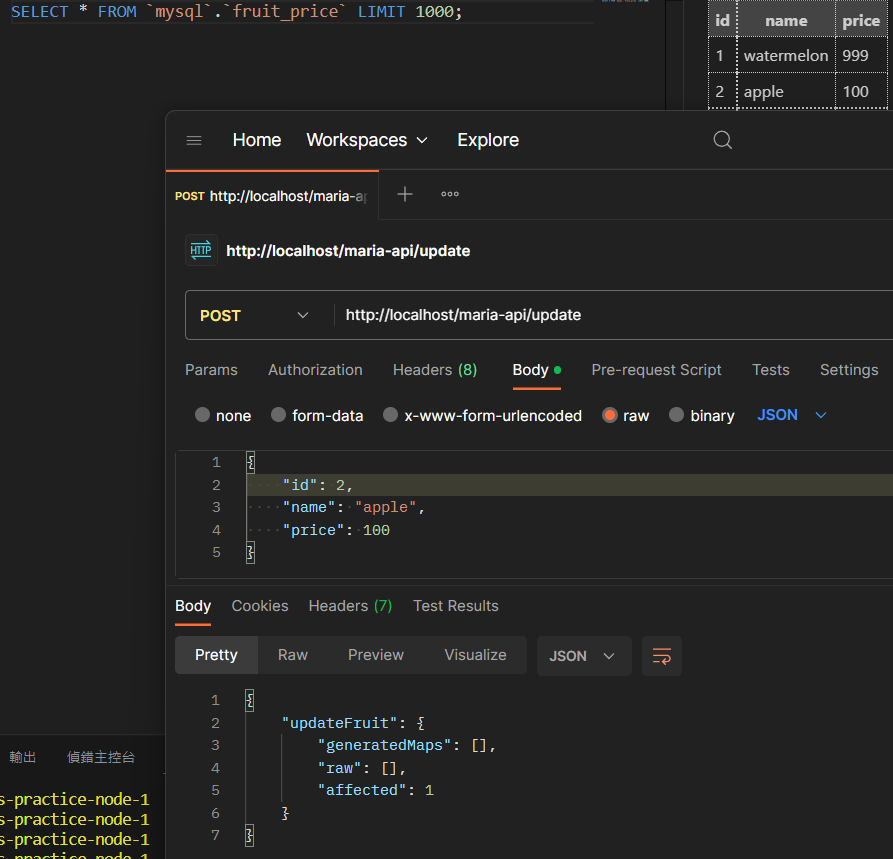 SELECT * FROM `mysql`.`fruit_price` LIMIT 1000;
id name price
1 watermelon 999
2 apple 100
Home Workspaces Explore
POST http://localhost/maria-ap
HTTP http://localhost/maria-api/update
POST http://localhost/maria-api/update
Params Authorization Headers (8) Body Pre-request Script Tests Settings
none form-data x-www-form-urlencoded raw binary JSON
1 {
2 "id": 2,
3 "name": "apple",
4 "price": 100
5 }
Body Cookies Headers (7) Test Results
Pretty Raw Preview Visualize JSON
1 {
2 "updateFruit": {
3 "generatedMaps": [],
4 "raw": [],
5 "affected": 1
6 }
7 }
輸出 偵錯主控台
s-practice-node-1
s-practice-node-1
s-practice-node-1
s-practice-node-1